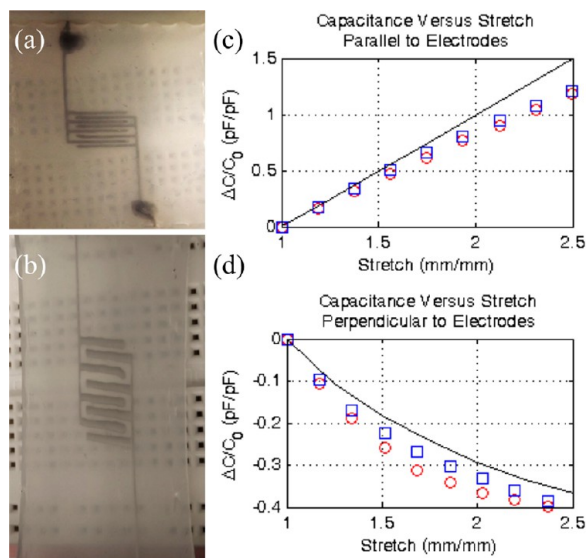 (a)
(c)
Capacitance Versus Stretch
Parallel to Electrodes
1.5
1
0.5
0
ΔC/C₀ (pF/pF)
1
1.5
2
2.5
Stretch (mm/mm)
(b)
(d)
Capacitance Versus Stretch
Perpendicular to Electrodes
0
-0.1
-0.2
-0.3
-0.4
ΔC/C₀ (pF/pF)
1
1.5
2
2.5
Stretch (mm/mm)